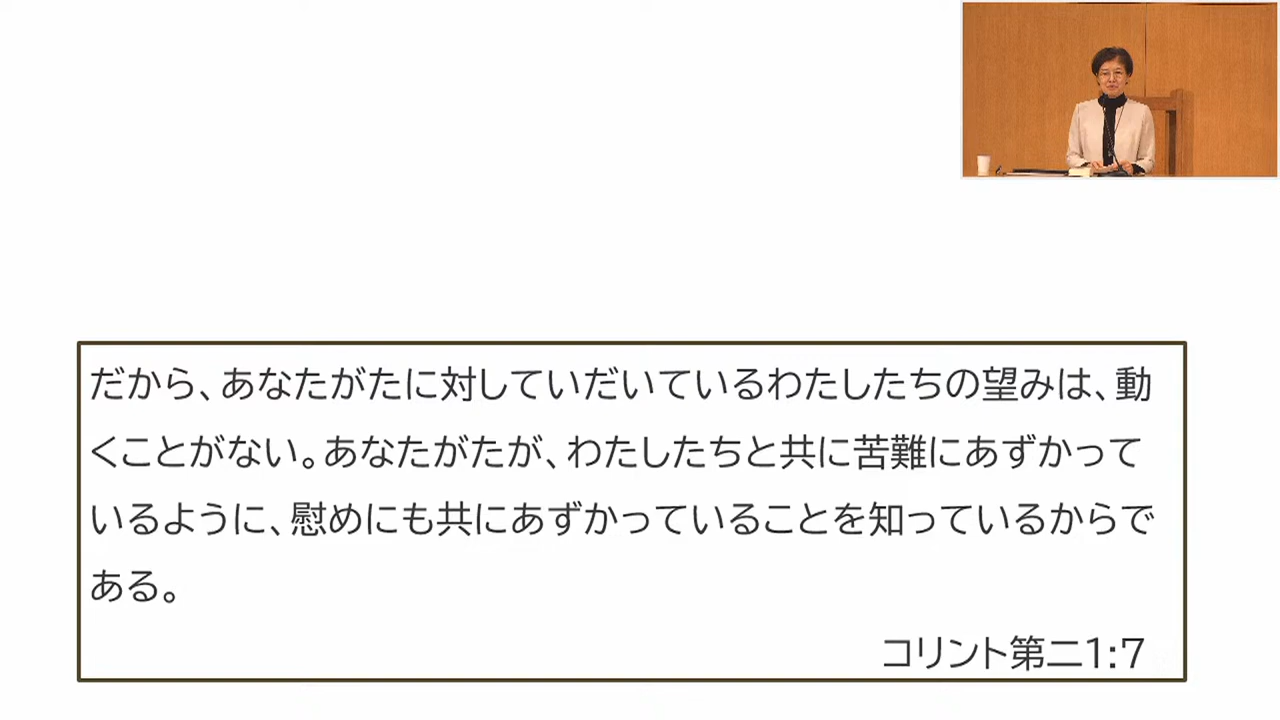 だから、あなたがたに対していだいているわたしたちの望みは、動
くことがない。あなたがたが、わたしたちと共に苦難にあずかって
いるように、慰めにも共にあずかっていることを知っているからで
ある。
コリント第二1:7